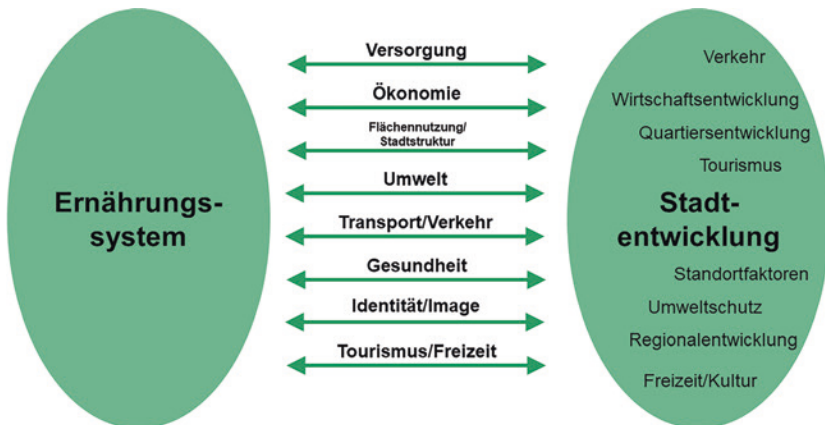 Ernährungs-
system
Versorgung
Ökonomie
Flächennutzung/
Stadtstruktur
Umwelt
Transport/Verkehr
Gesundheit
Identität/Image
Tourismus/Freizeit
Verkehr
Wirtschaftsentwicklung
Quartiersentwicklung
Tourismus
Stadt-
entwicklung
Standortfaktoren
Umweltschutz
Regionalentwicklung
Freizeit/Kultur